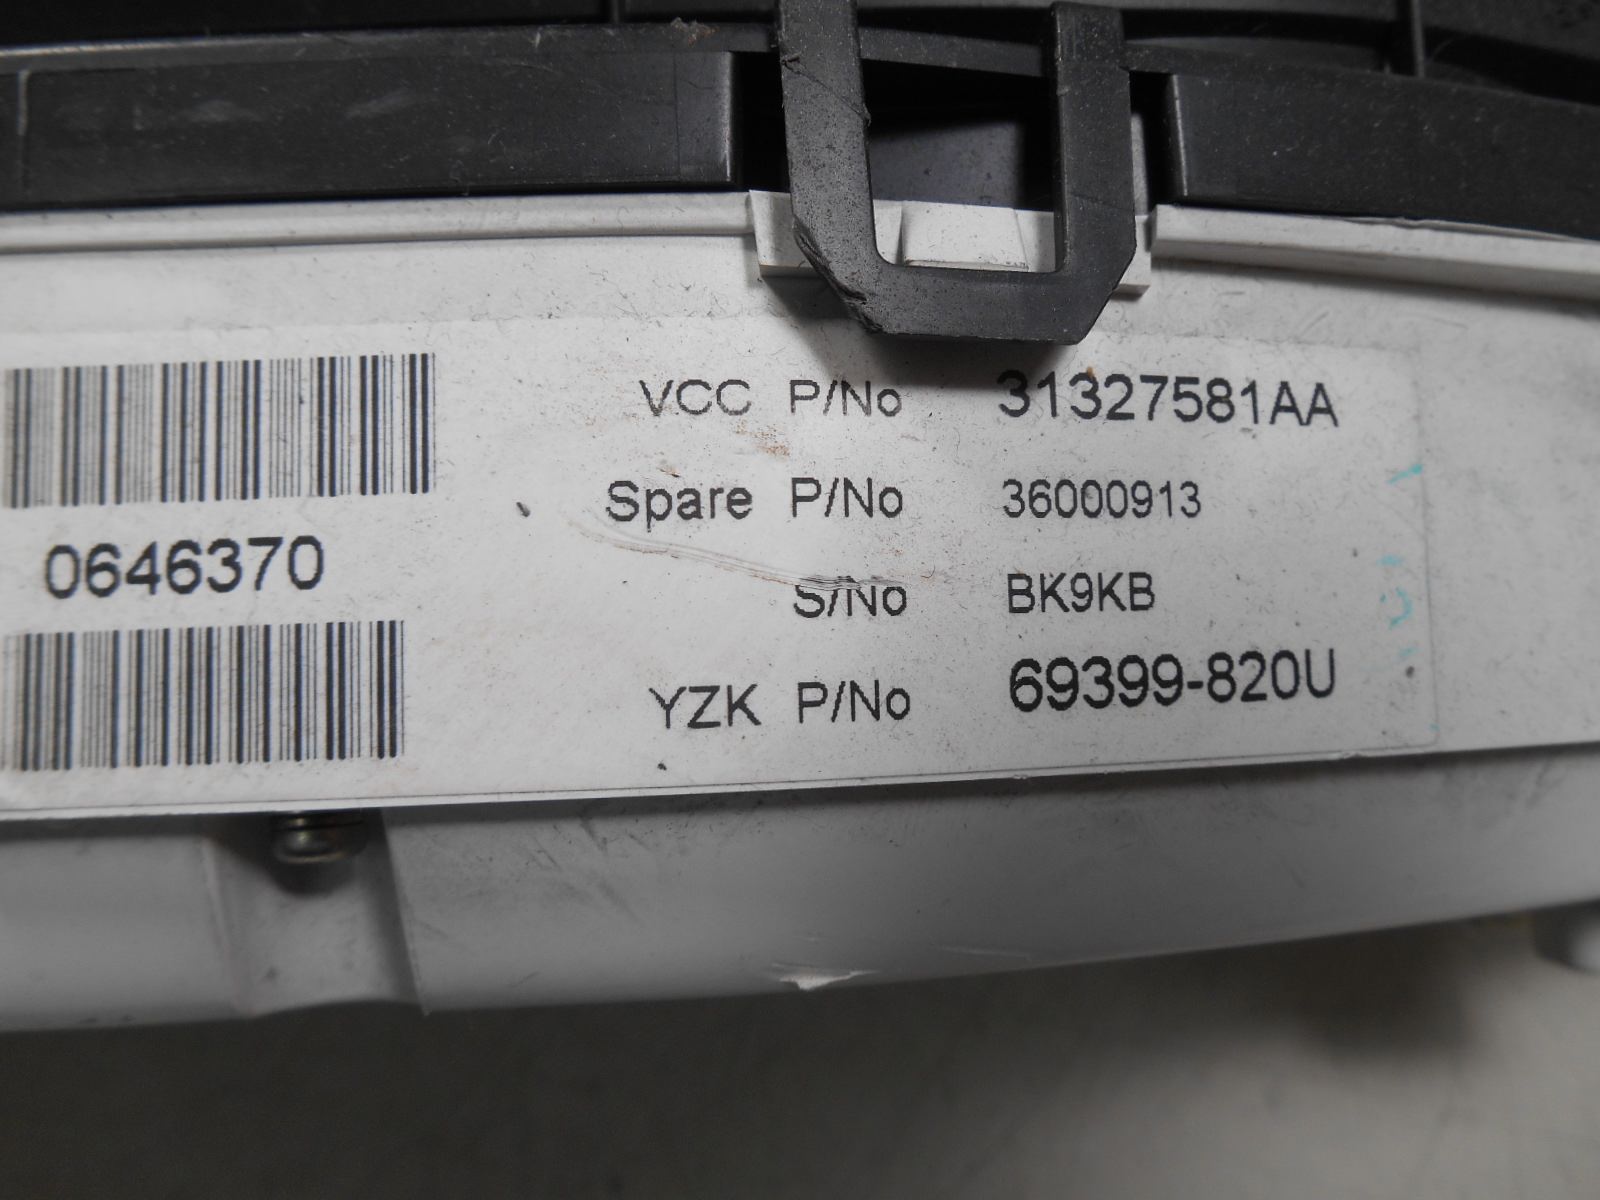 VCC P/No 31327581AA
Spare P/No 36000913
0646370
S/No BK9KB
YZK P/No 69399-820U